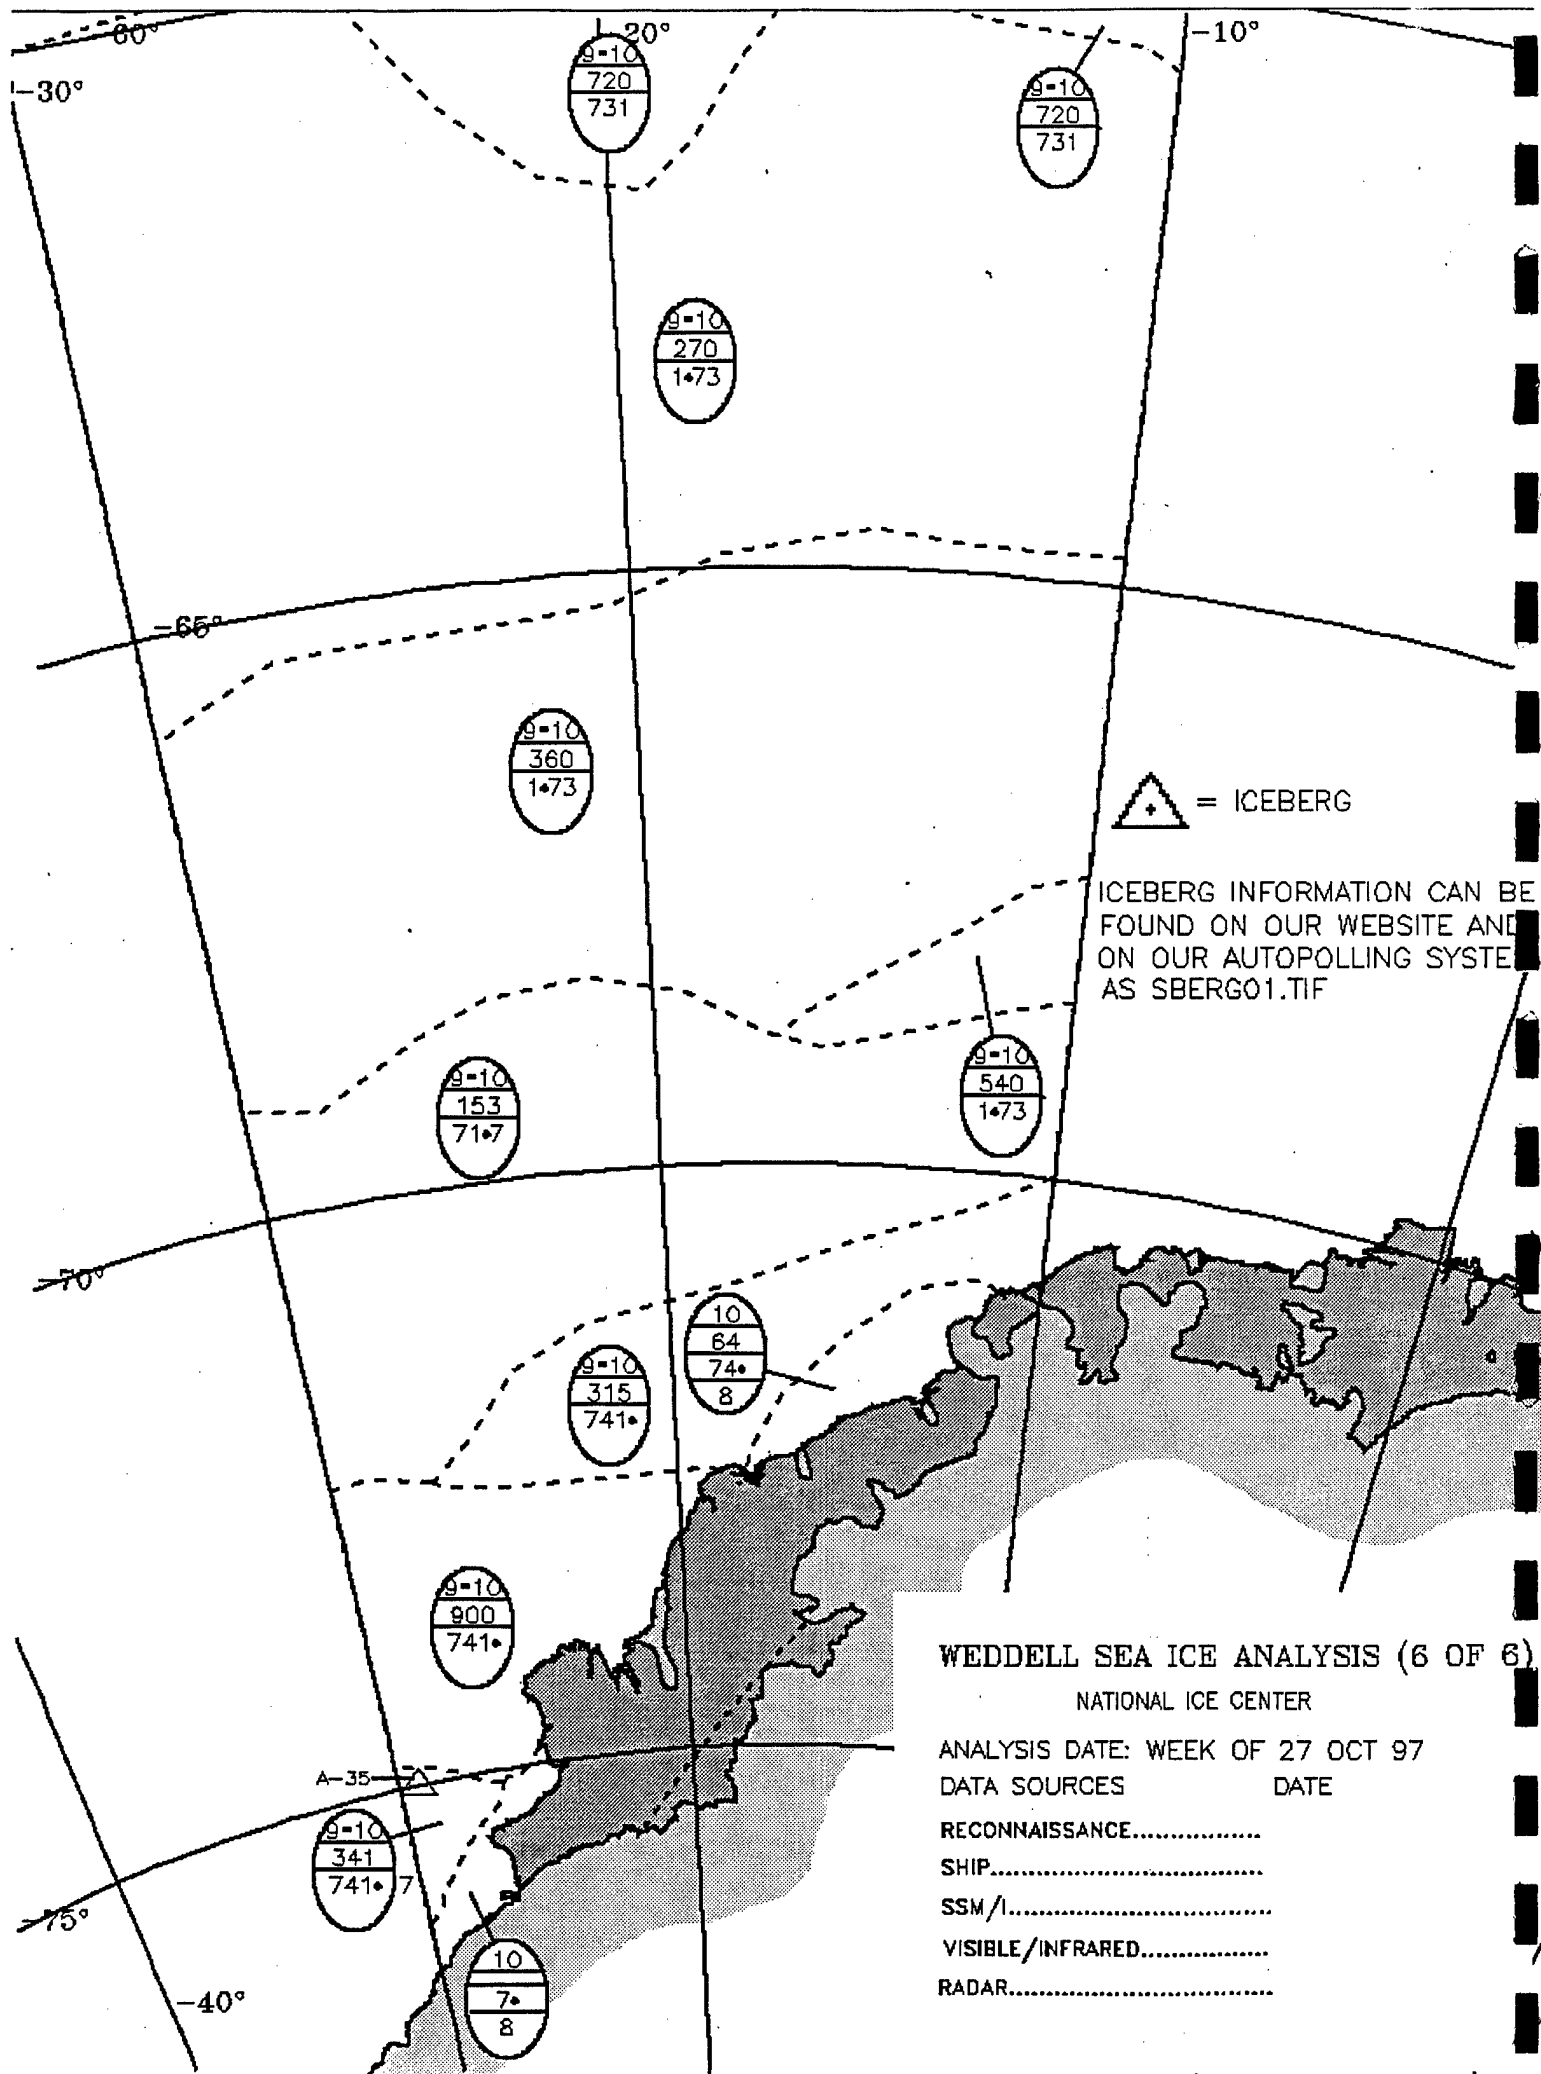 60°
20°
-10°
-30°
9-10
720
731
9-10
720
731
9-10
270
1•73
-65°
9-10
360
1•73
= ICEBERG
ICEBERG INFORMATION CAN BE
FOUND ON OUR WEBSITE AND
ON OUR AUTOPOLLING SYSTE
AS SBERG01.TIF
9-10
153
71•7
9-10
540
1•73
-70°
10
64
74•
8
9-10
315
741•
9-10
900
741•
A-35
9-10
341
741• 7
-75°
-40°
10
7•
8
WEDDELL SEA ICE ANALYSIS (6 OF 6)
NATIONAL ICE CENTER
ANALYSIS DATE: WEEK OF 27 OCT 97
DATA SOURCES DATE
RECONNAISSANCE................
SHIP.................................
SSM/I................................
VISIBLE/INFRARED...............
RADAR................................